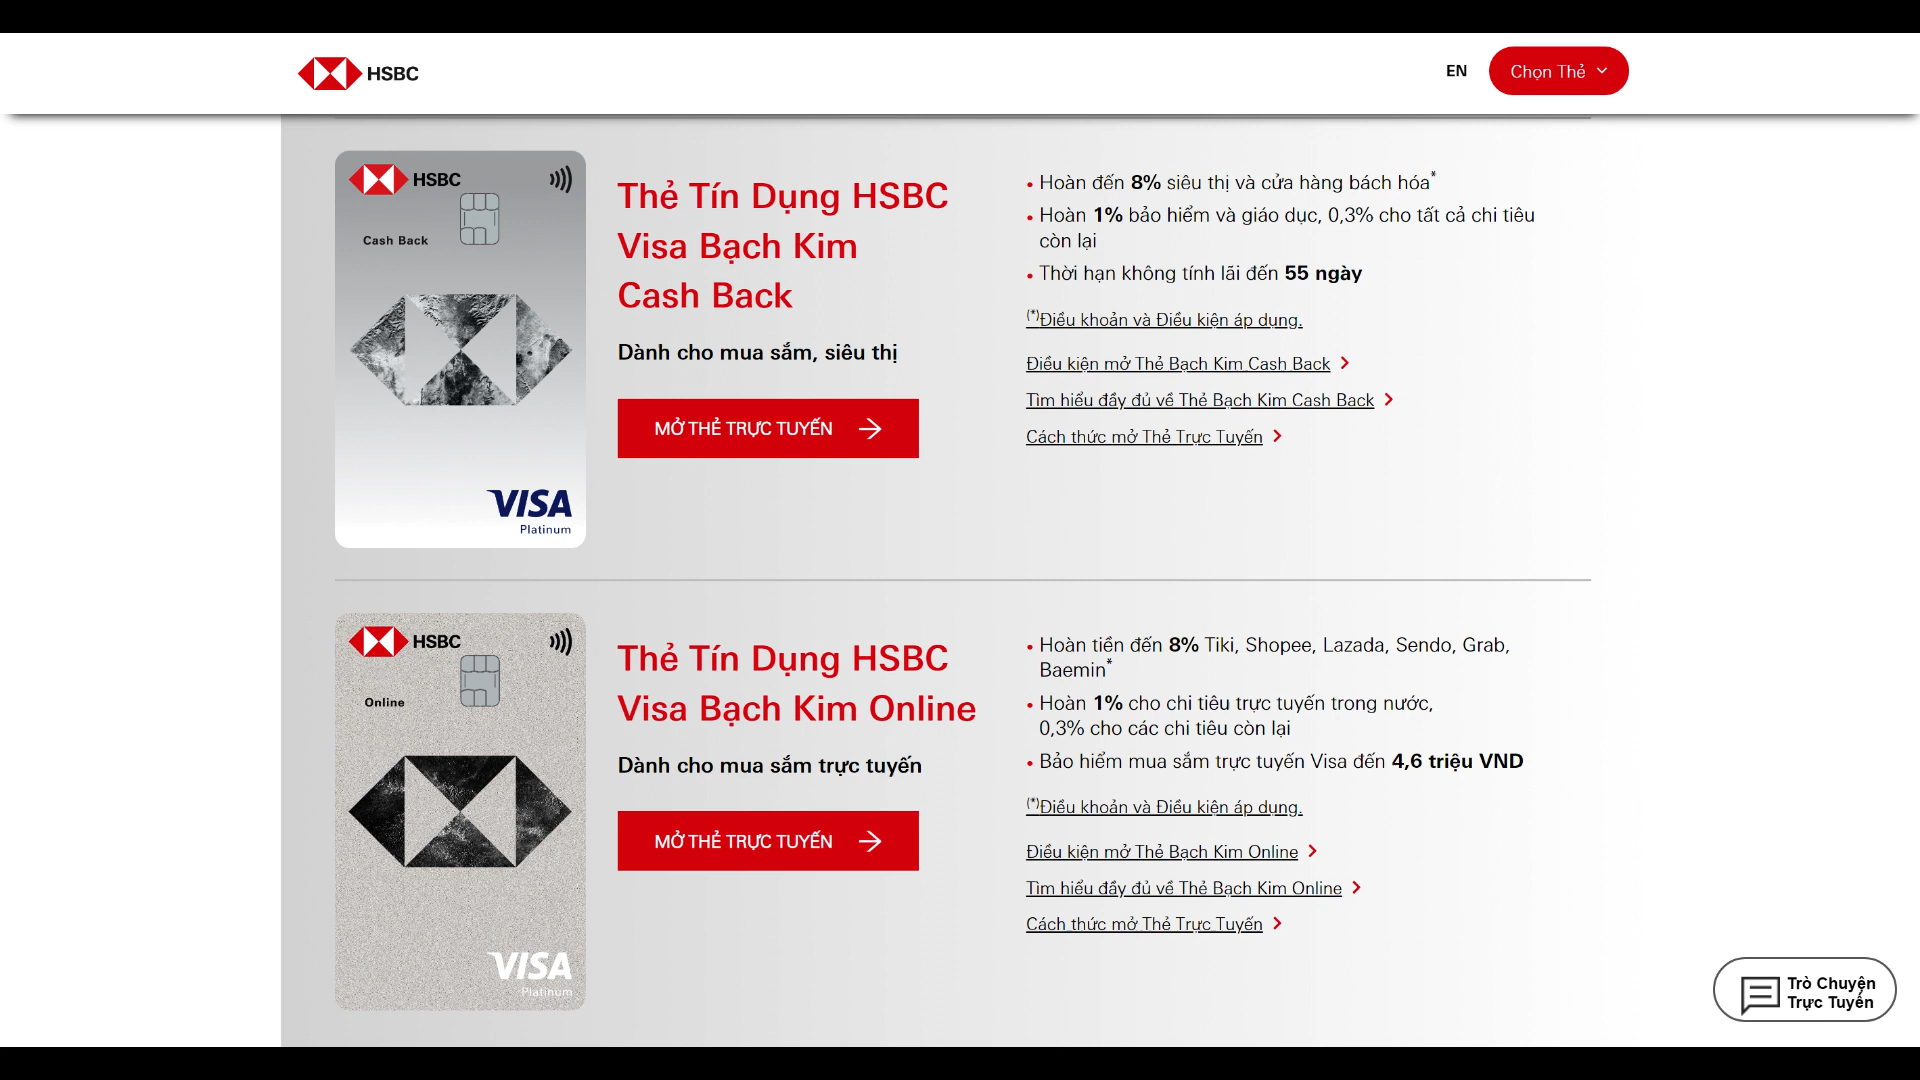 HSBC
EN
Chọn Thẻ
HSBC
Cash Back
VISA
Platinum
Thẻ Tín Dụng HSBC
Visa Bạch Kim
Cash Back
Dành cho mua sắm, siêu thị
MỞ THẺ TRỰC TUYẾN
• Hoàn đến 8% siêu thị và cửa hàng bách hóa*
• Hoàn 1% bảo hiểm và giáo dục, 0,3% cho tất cả chi tiêu
còn lại
• Thời hạn không tính lãi đến 55 ngày
(*)Điều khoản và Điều kiện áp dụng.
Điều kiện mở Thẻ Bạch Kim Cash Back
Tìm hiểu đầy đủ về Thẻ Bạch Kim Cash Back
Cách thức mở Thẻ Trực Tuyến
HSBC
Online
VISA
Platinum
Thẻ Tín Dụng HSBC
Visa Bạch Kim Online
Dành cho mua sắm trực tuyến
MỞ THẺ TRỰC TUYẾN
• Hoàn tiền đến 8% Tiki, Shopee, Lazada, Sendo, Grab,
Baemin*
• Hoàn 1% cho chi tiêu trực tuyến trong nước,
0,3% cho các chi tiêu còn lại
• Bảo hiểm mua sắm trực tuyến Visa đến 4,6 triệu VND
(*)Điều khoản và Điều kiện áp dụng.
Điều kiện mở Thẻ Bạch Kim Online
Tìm hiểu đầy đủ về Thẻ Bạch Kim Online
Cách thức mở Thẻ Trực Tuyến
Trò Chuyện
Trực Tuyến